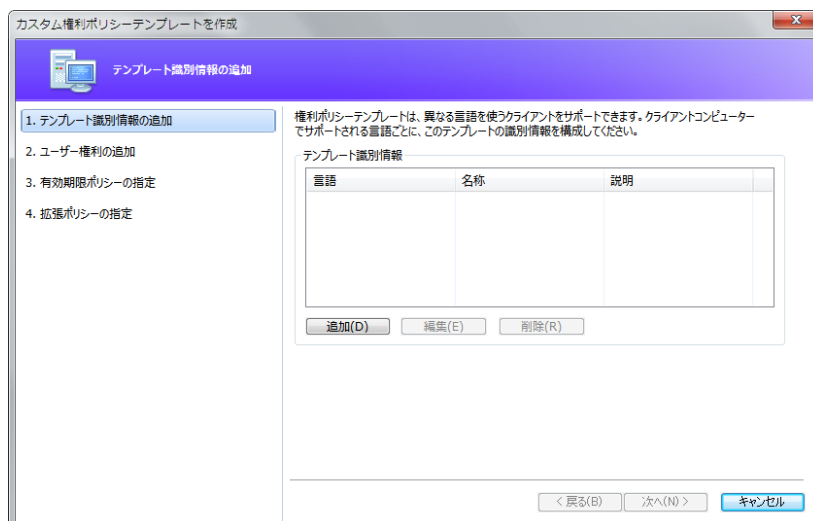 カスタム権利ポリシーテンプレートを作成
テンプレート識別情報の追加
1. テンプレート識別情報の追加
2. ユーザー権利の追加
3. 有効期限ポリシーの指定
4. 拡張ポリシーの指定
権利ポリシーテンプレートは、異なる言語を使うクライアントをサポートできます。クライアントコンピューター
でサポートされる言語ごとに、このテンプレートの識別情報を構成してください。
テンプレート識別情報
言語 名称 説明
追加(D) 編集(E) 削除(R)
< 戻る(B) 次へ(N) > キャンセル